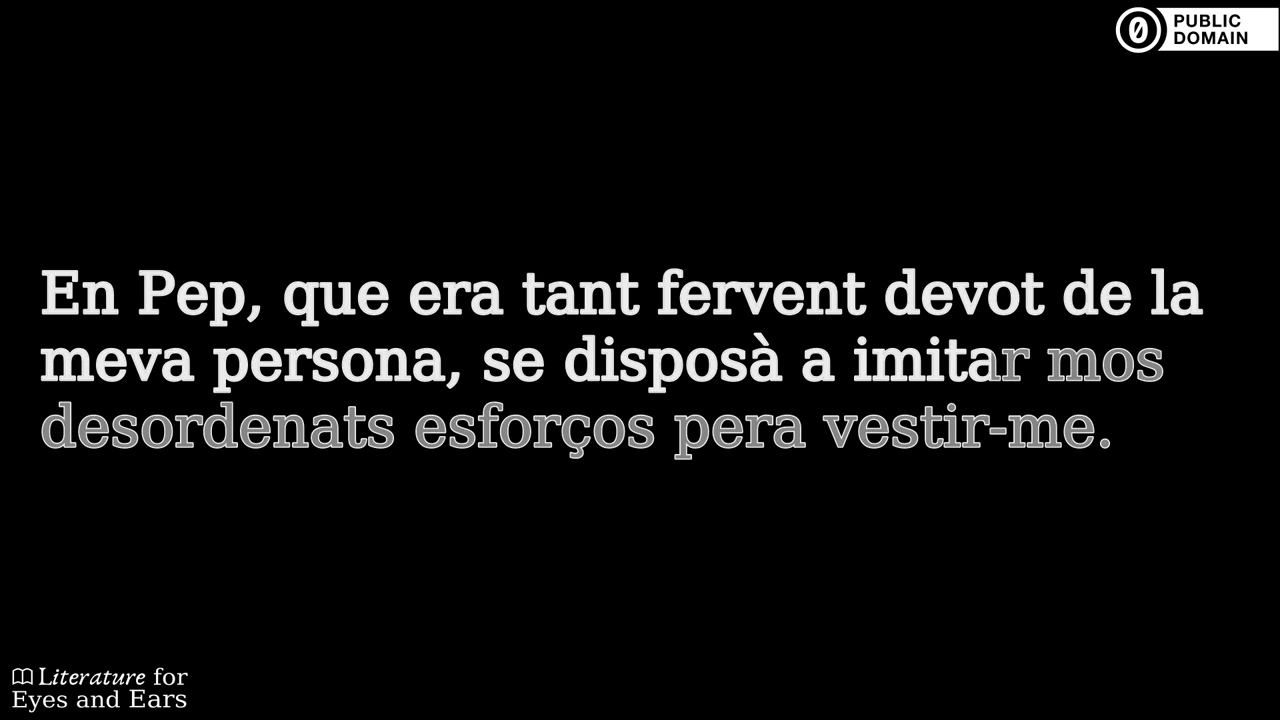 PUBLIC
DOMAIN
En Pep, que era tant fervent devot de la
meva persona, se disposà a imitar mos
desordenats esforços pera vestir-me.
Literature for
Eyes and Ears